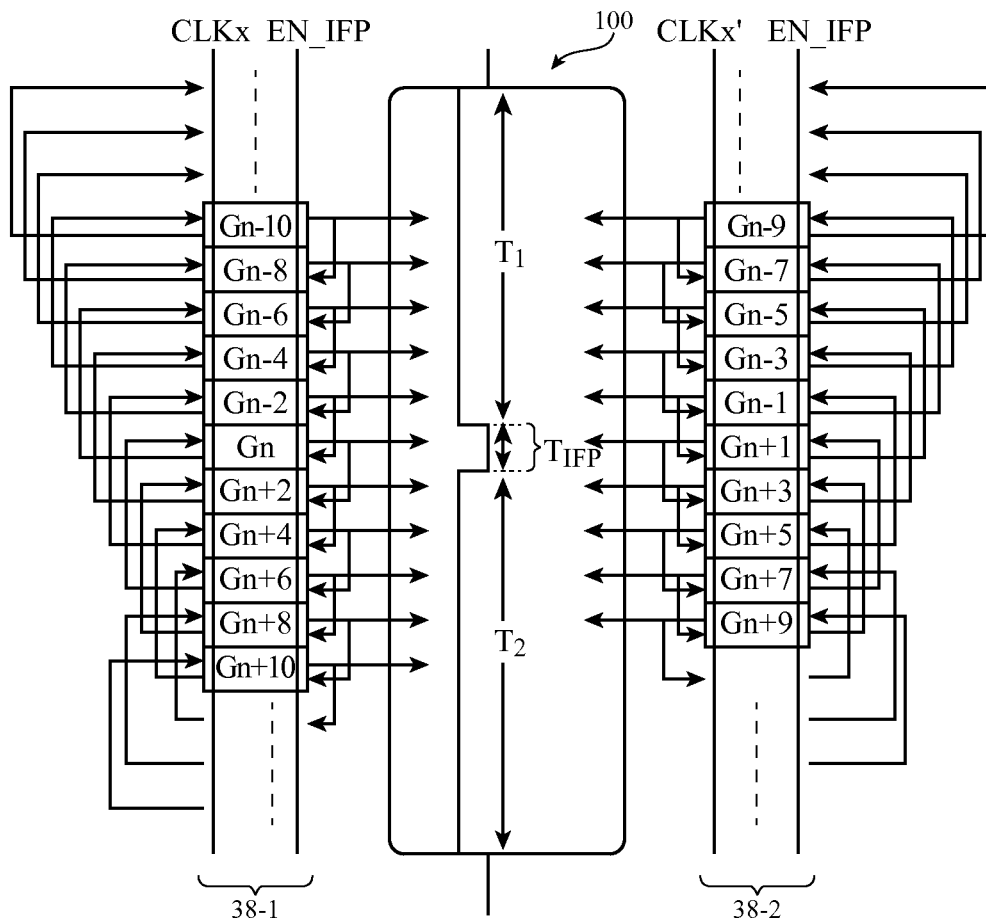 100
CLKx EN_IFP
CLKx' EN_IFP
Gn-10
Gn-8
Gn-6
Gn-4
Gn-2
Gn
Gn+2
Gn+4
Gn+6
Gn+8
Gn+10
T1
TIFP
T2
Gn-9
Gn-7
Gn-5
Gn-3
Gn-1
Gn+1
Gn+3
Gn+5
Gn+7
Gn+9
38-1
38-2